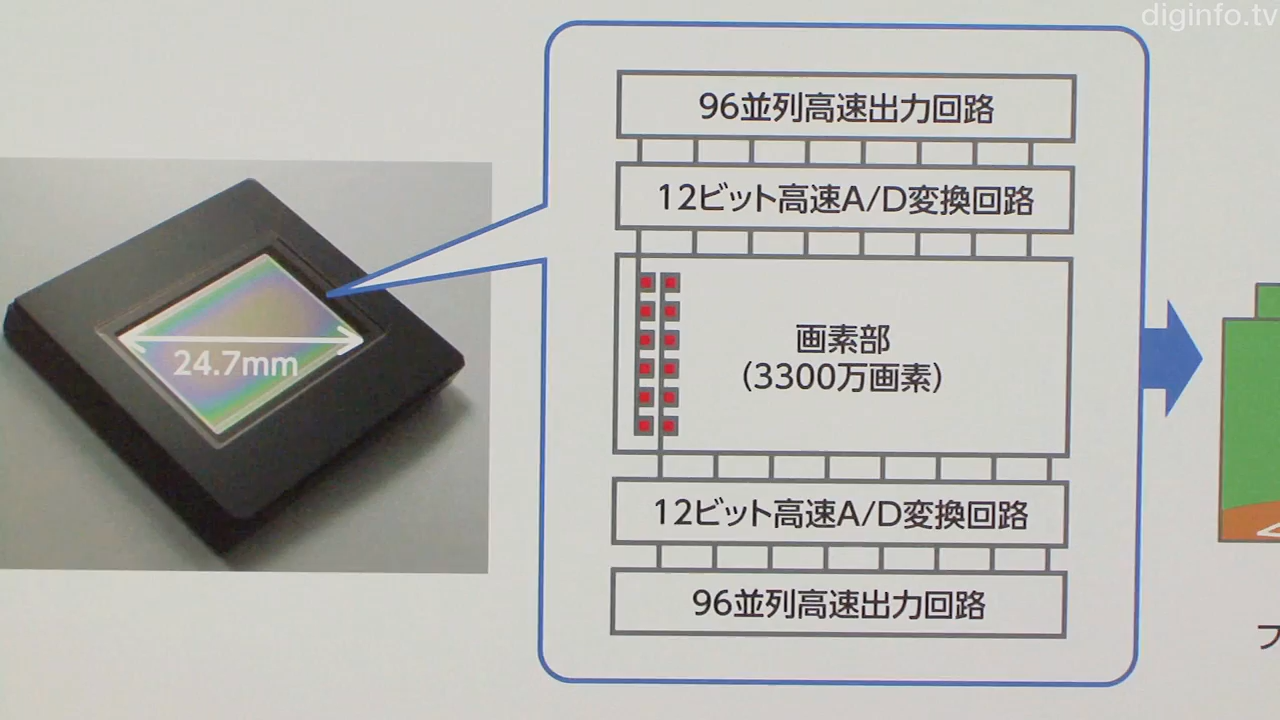 diginfo.tv
96並列高速出力回路
12ビット高速A/D変換回路
24.7mm
画素部
(3300万画素)
12ビット高速A/D変換回路
96並列高速出力回路
フ